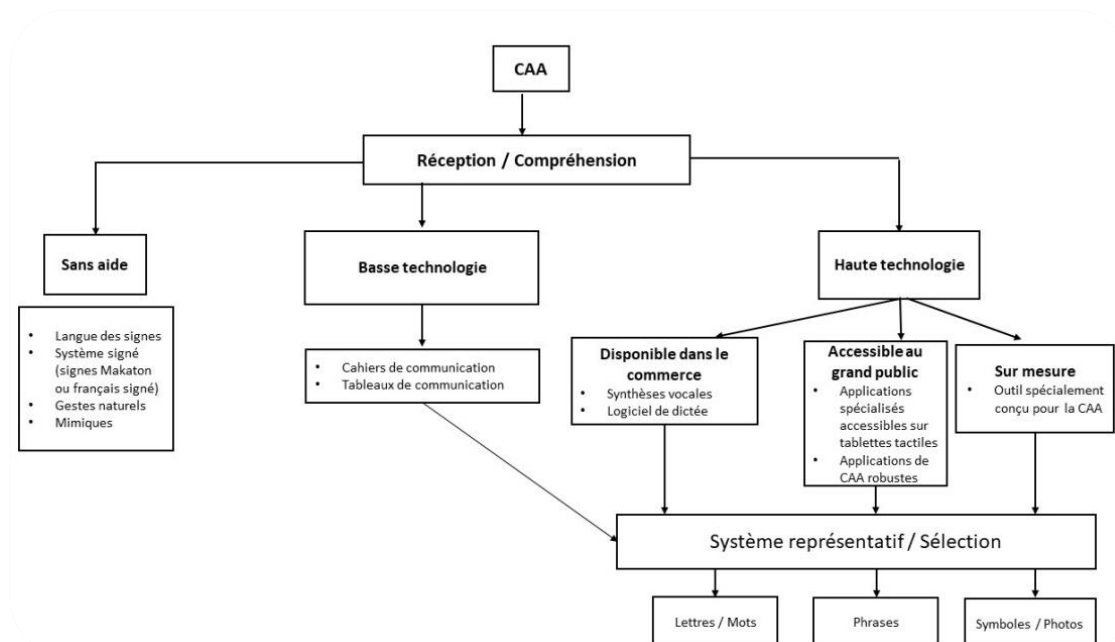 CAA
Réception / Compréhension
Sans aide
Basse technologie
Haute technologie
• Langue des signes
• Système signé
(signes Makaton
ou français signé)
• Gestes naturels
• Mimiques
• Cahiers de communication
• Tableaux de communication
Disponible dans le
commerce
• Synthèses vocales
• Logiciel de dictée
Accessible au
grand public
• Applications
spécialisés
accessibles sur
tablettes tactiles
• Applications de
CAA robustes
Sur mesure
• Outil spécialement
conçu pour la CAA
Système représentatif / Sélection
Lettres / Mots
Phrases
Symboles / Photos